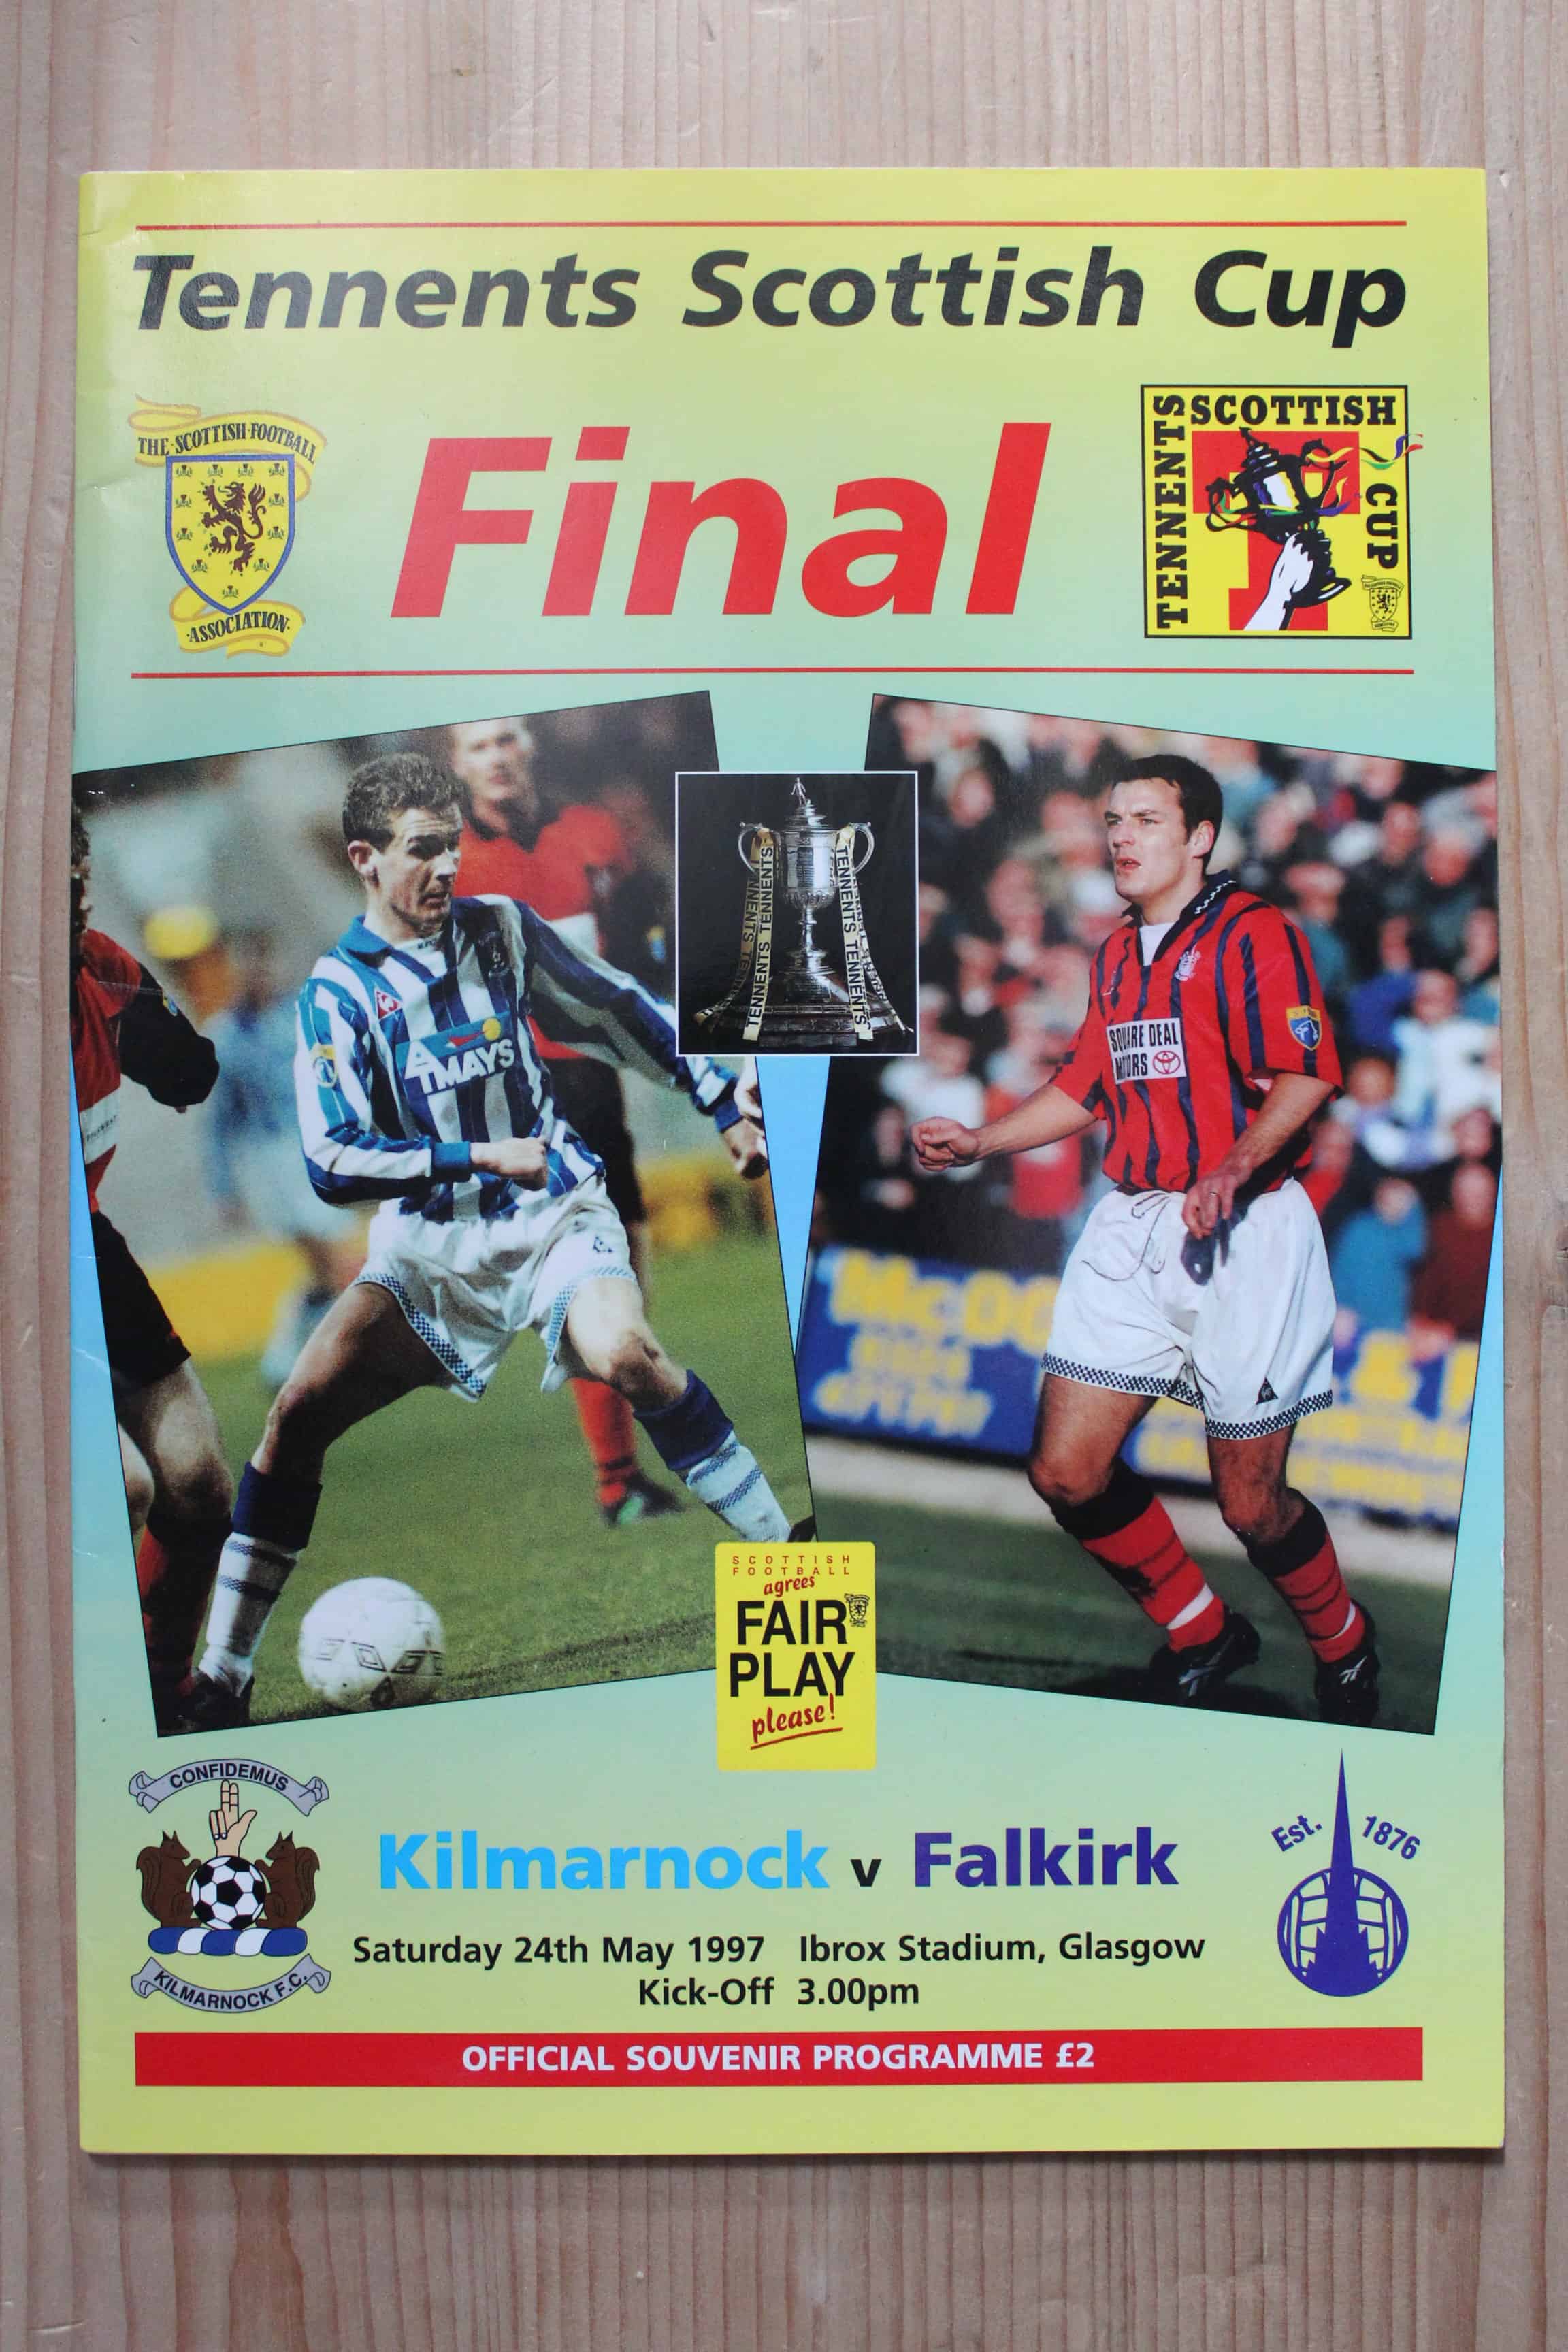 Tennents Scottish Cup
THE SCOTTISH FOOTBALL
ASSOCIATION
Final
TENNENTS
SCOTTISH
CUP
AT MAYS
TENNENTS TENNENTS
TENNENTS TENNENTS
SQUARE DEAL
MOTORS
SCOTTISH
FOOTBALL
agrees
FAIR
PLAY
please!
CONFIDEMUS
KILMARNOCK F.C.
Kilmarnock v Falkirk
Est. 1876
Saturday 24th May 1997 Ibrox Stadium, Glasgow
Kick-Off 3.00pm
OFFICIAL SOUVENIR PROGRAMME £2